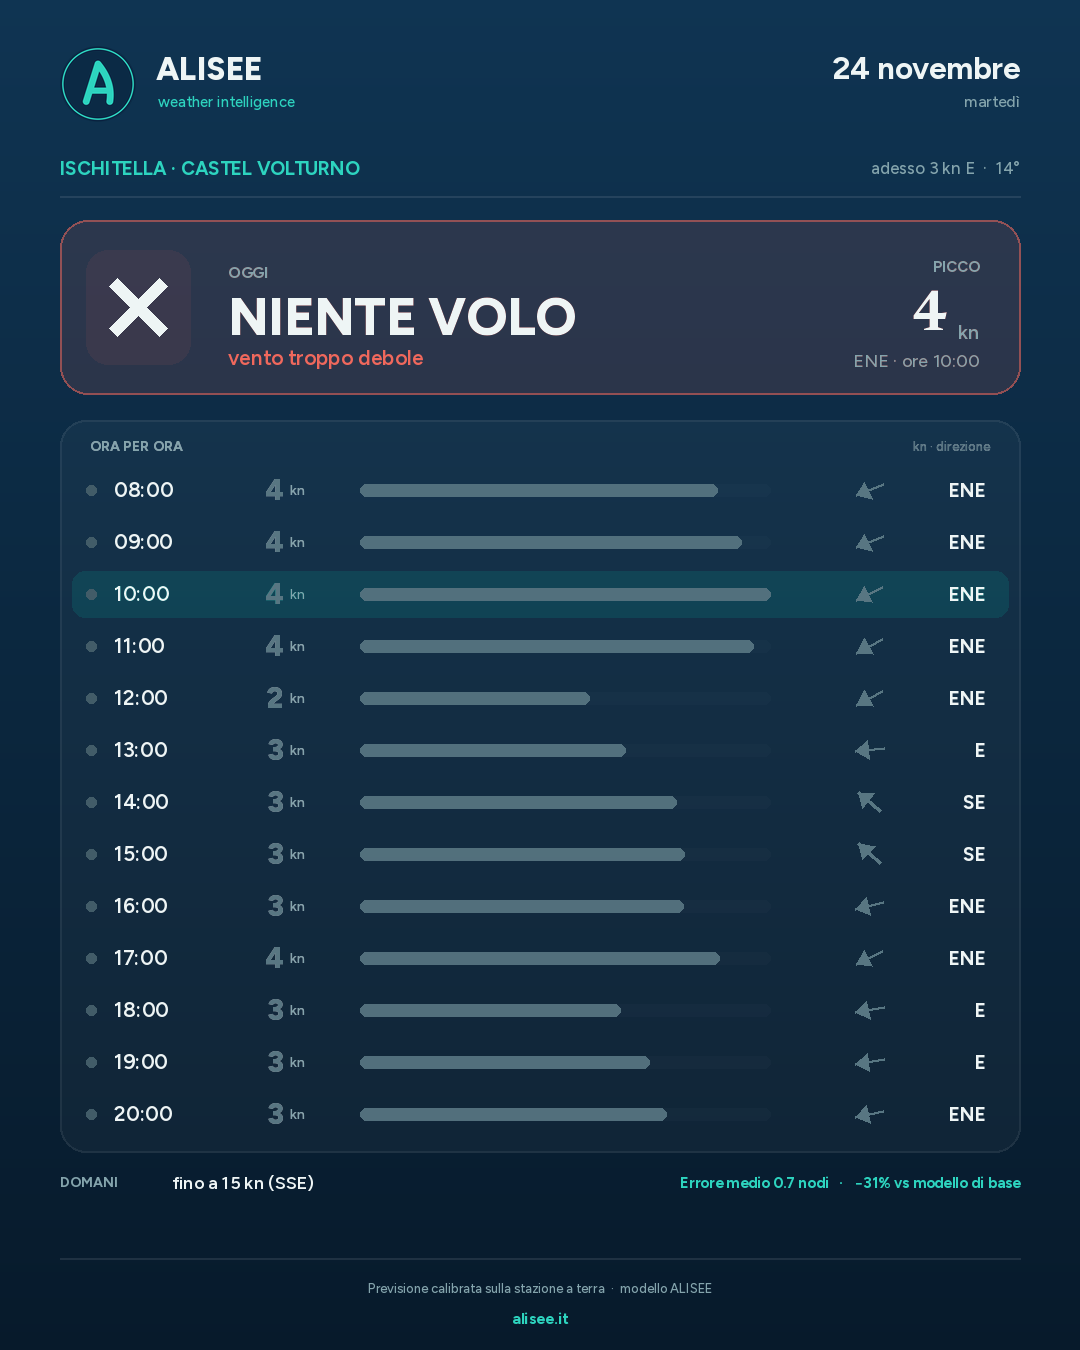 A
ALISEE
weather intelligence
24 novembre
martedì
ISCHITELLA · CASTEL VOLTURNO
adesso 3 kn E · 14°
OGGI
NIENTE VOLO
vento troppo debole
PICCO
4 kn
ENE · ore 10:00
ORA PER ORA kn · direzione
08:00 4 kn ENE
09:00 4 kn ENE
10:00 4 kn ENE
11:00 4 kn ENE
12:00 2 kn ENE
13:00 3 kn E
14:00 3 kn SE
15:00 3 kn SE
16:00 3 kn ENE
17:00 4 kn ENE
18:00 3 kn E
19:00 3 kn E
20:00 3 kn ENE
DOMANI fino a 15 kn (SSE) Errore medio 0.7 nodi · −31% vs modello di base
Previsione calibrata sulla stazione a terra · modello ALISEE
alisee.it